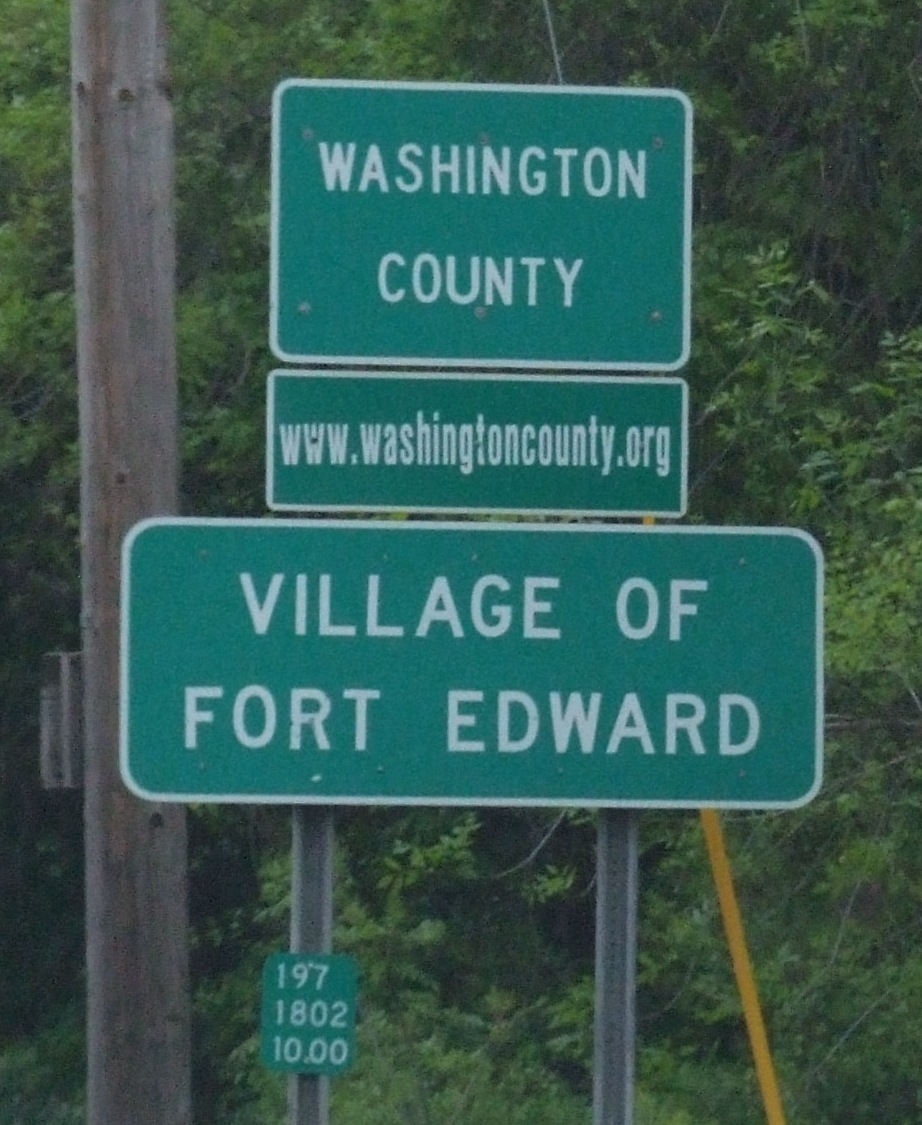 WASHINGTON
COUNTY
www.washingtoncounty.org
VILLAGE OF
FORT EDWARD
197
1802
10.00